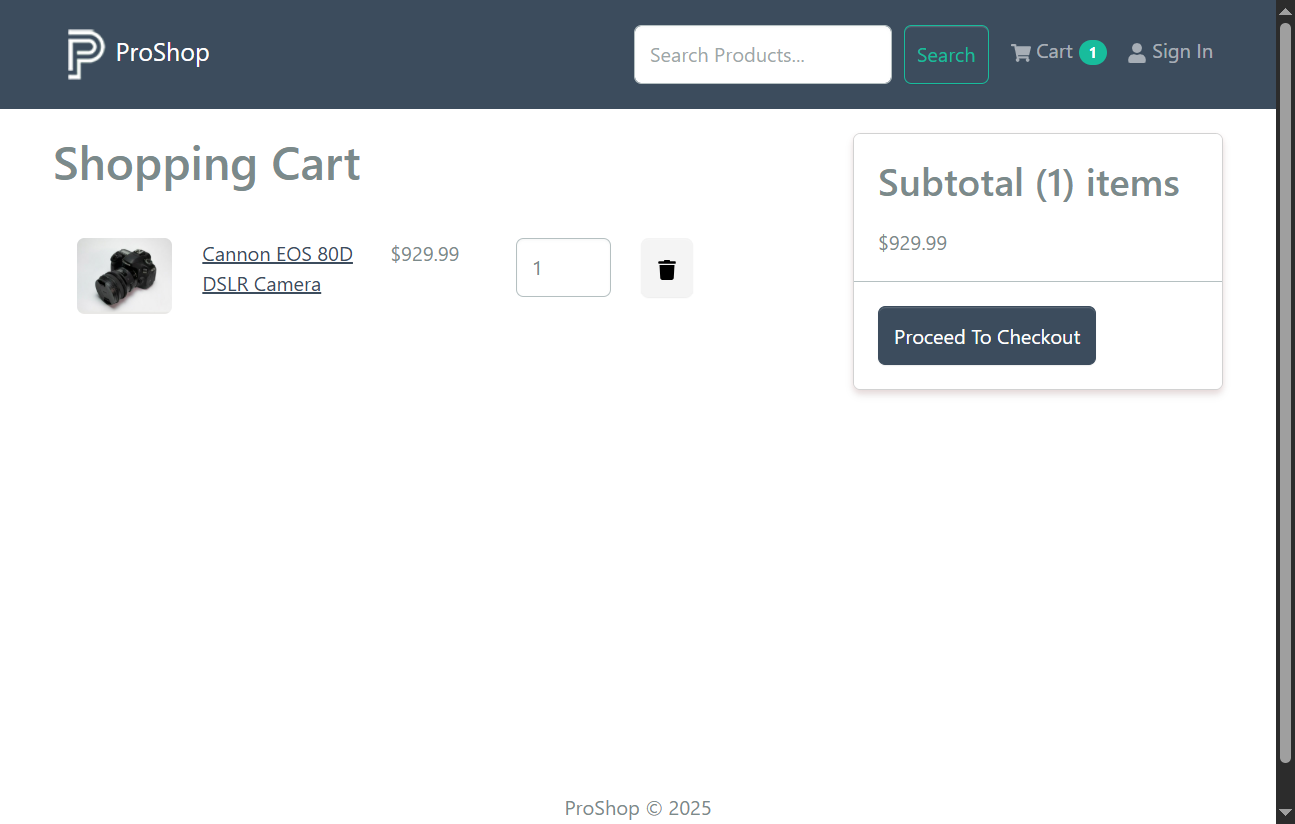 ProShop
Search Products...
Search
Cart 1
Sign In
Shopping Cart
Cannon EOS 80D
DSLR Camera
$929.99
1
Subtotal (1) items
$929.99
Proceed To Checkout
ProShop © 2025